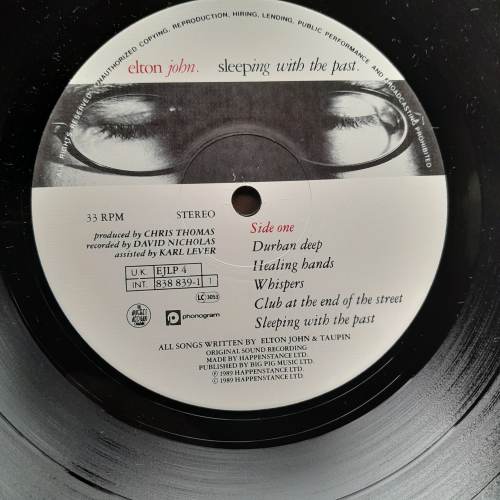 ALL RIGHTS RESERVED. UNAUTHORIZED COPYING, REPRODUCTION, HIRING, LENDING, PUBLIC PERFORMANCE AND BROADCASTING PROHIBITED
elton john. sleeping with the past.
33 RPM STEREO
produced by CHRIS THOMAS
recorded by DAVID NICHOLAS
assisted by KARL LEVER
U.K. EJLP 4
INT. 838 839-1 1
LC 3053
phonogram
Side one
Durban deep
Healing hands
Whispers
Club at the end of the street
Sleeping with the past
ALL SONGS WRITTEN BY ELTON JOHN & TAUPIN
ORIGINAL SOUND RECORDING
MADE BY HAPPENSTANCE LTD.
PUBLISHED BY BIG PIG MUSIC LTD.
℗ 1989 HAPPENSTANCE LTD.
© 1989 HAPPENSTANCE LTD.